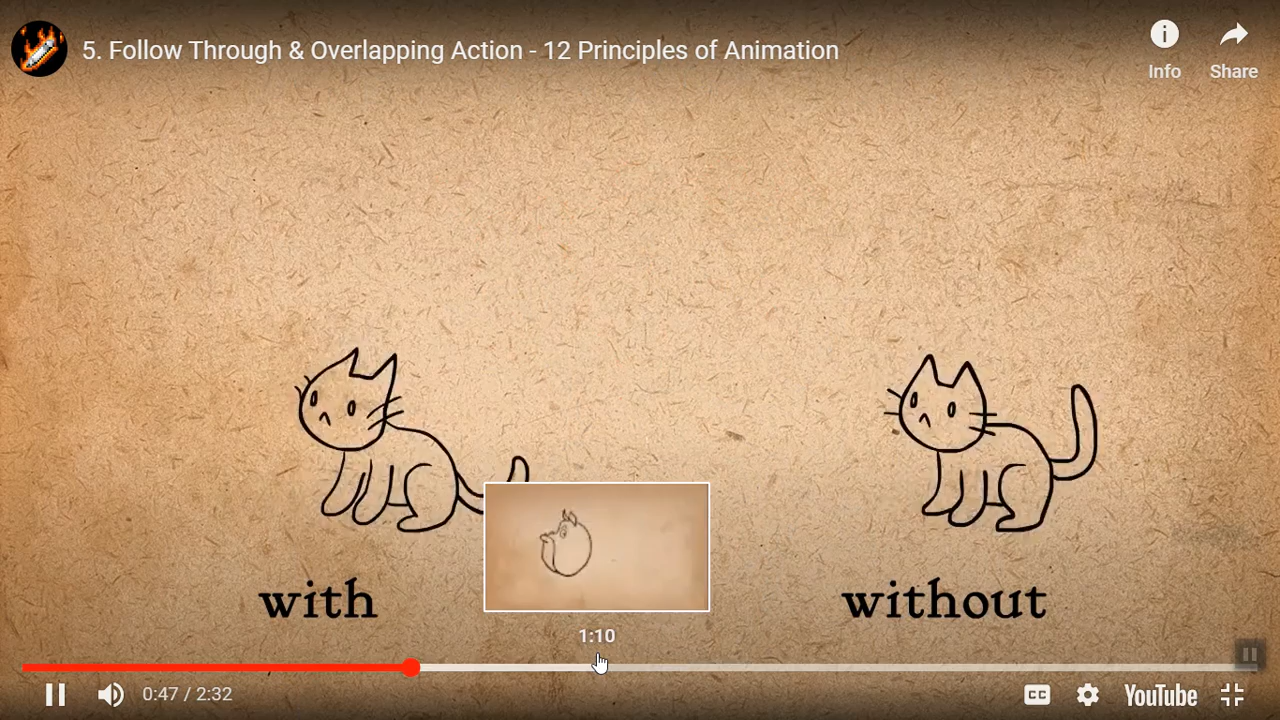 5. Follow Through & Overlapping Action - 12 Principles of Animation
Info
Share
with
without
1:10
0:47 / 2:32
CC
YouTube